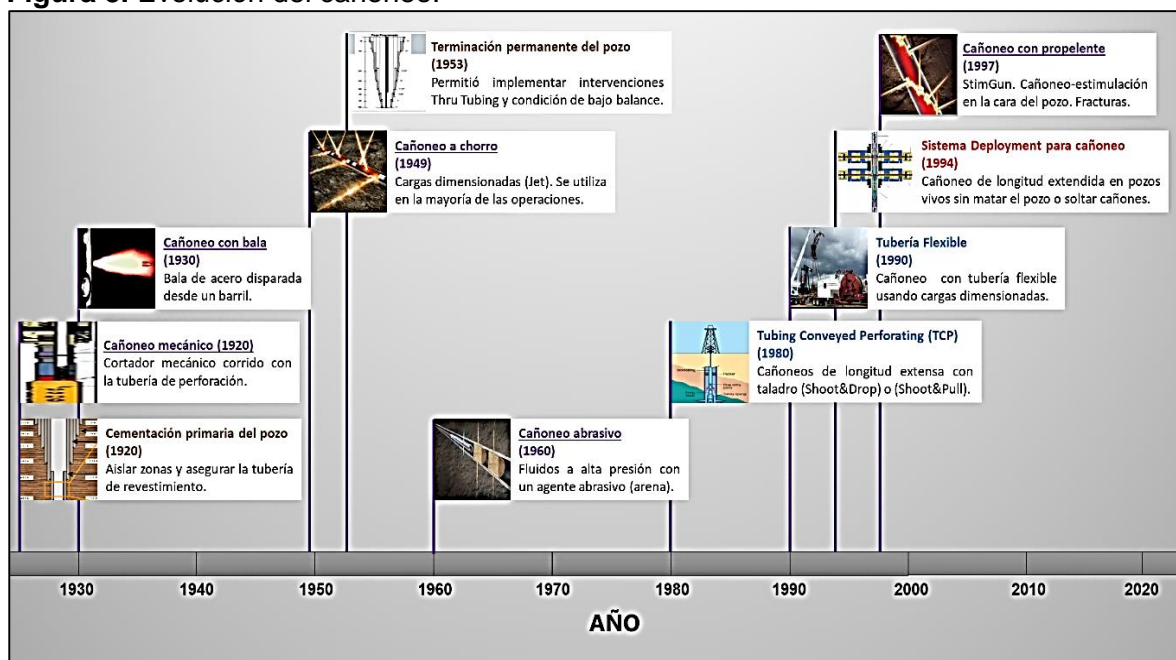 Figura 3. Evolución del cañoneo.
Terminación permanente del pozo
(1953)
Permitió implementar intervenciones
Thru Tubing y condición de bajo balance.
Cañoneo con propelente
(1997)
StimGun. Cañoneo-estimulación
en la cara del pozo. Fracturas.
Cañoneo a chorro
(1949)
Cargas dimensionadas (Jet). Se utiliza
en la mayoría de las operaciones.
Sistema Deployment para cañoneo
(1994)
Cañoneo de longitud extendida en pozos
vivos sin matar el pozo o soltar cañones.
Cañoneo con bala
(1930)
Bala de acero disparada
desde un barril.
Tubería Flexible
(1990)
Cañoneo con tubería flexible
usando cargas dimensionadas.
Cañoneo mecánico (1920)
Cortador mecánico corrido con
la tubería de perforación.
Tubing Conveyed Perforating (TCP)
(1980)
Cañoneos de longitud extensa con
taladro (Shoot&Drop) o (Shoot&Pull).
Cementación primaria del pozo
(1920)
Aislar zonas y asegurar la tubería
de revestimiento.
Cañoneo abrasivo
(1960)
Fluidos a alta presión con
un agente abrasivo (arena).
1930 1940 1950 1960 1970 1980 1990 2000 2010 2020
AÑO